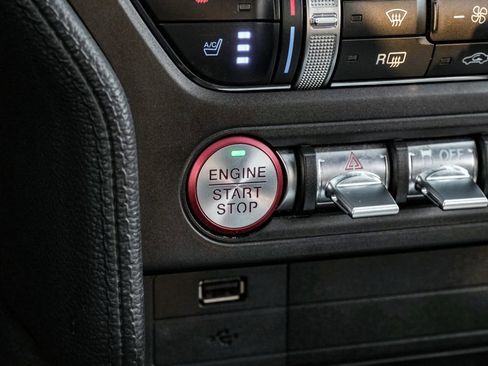 A/C
R
ENGINE
START
STOP
OFF